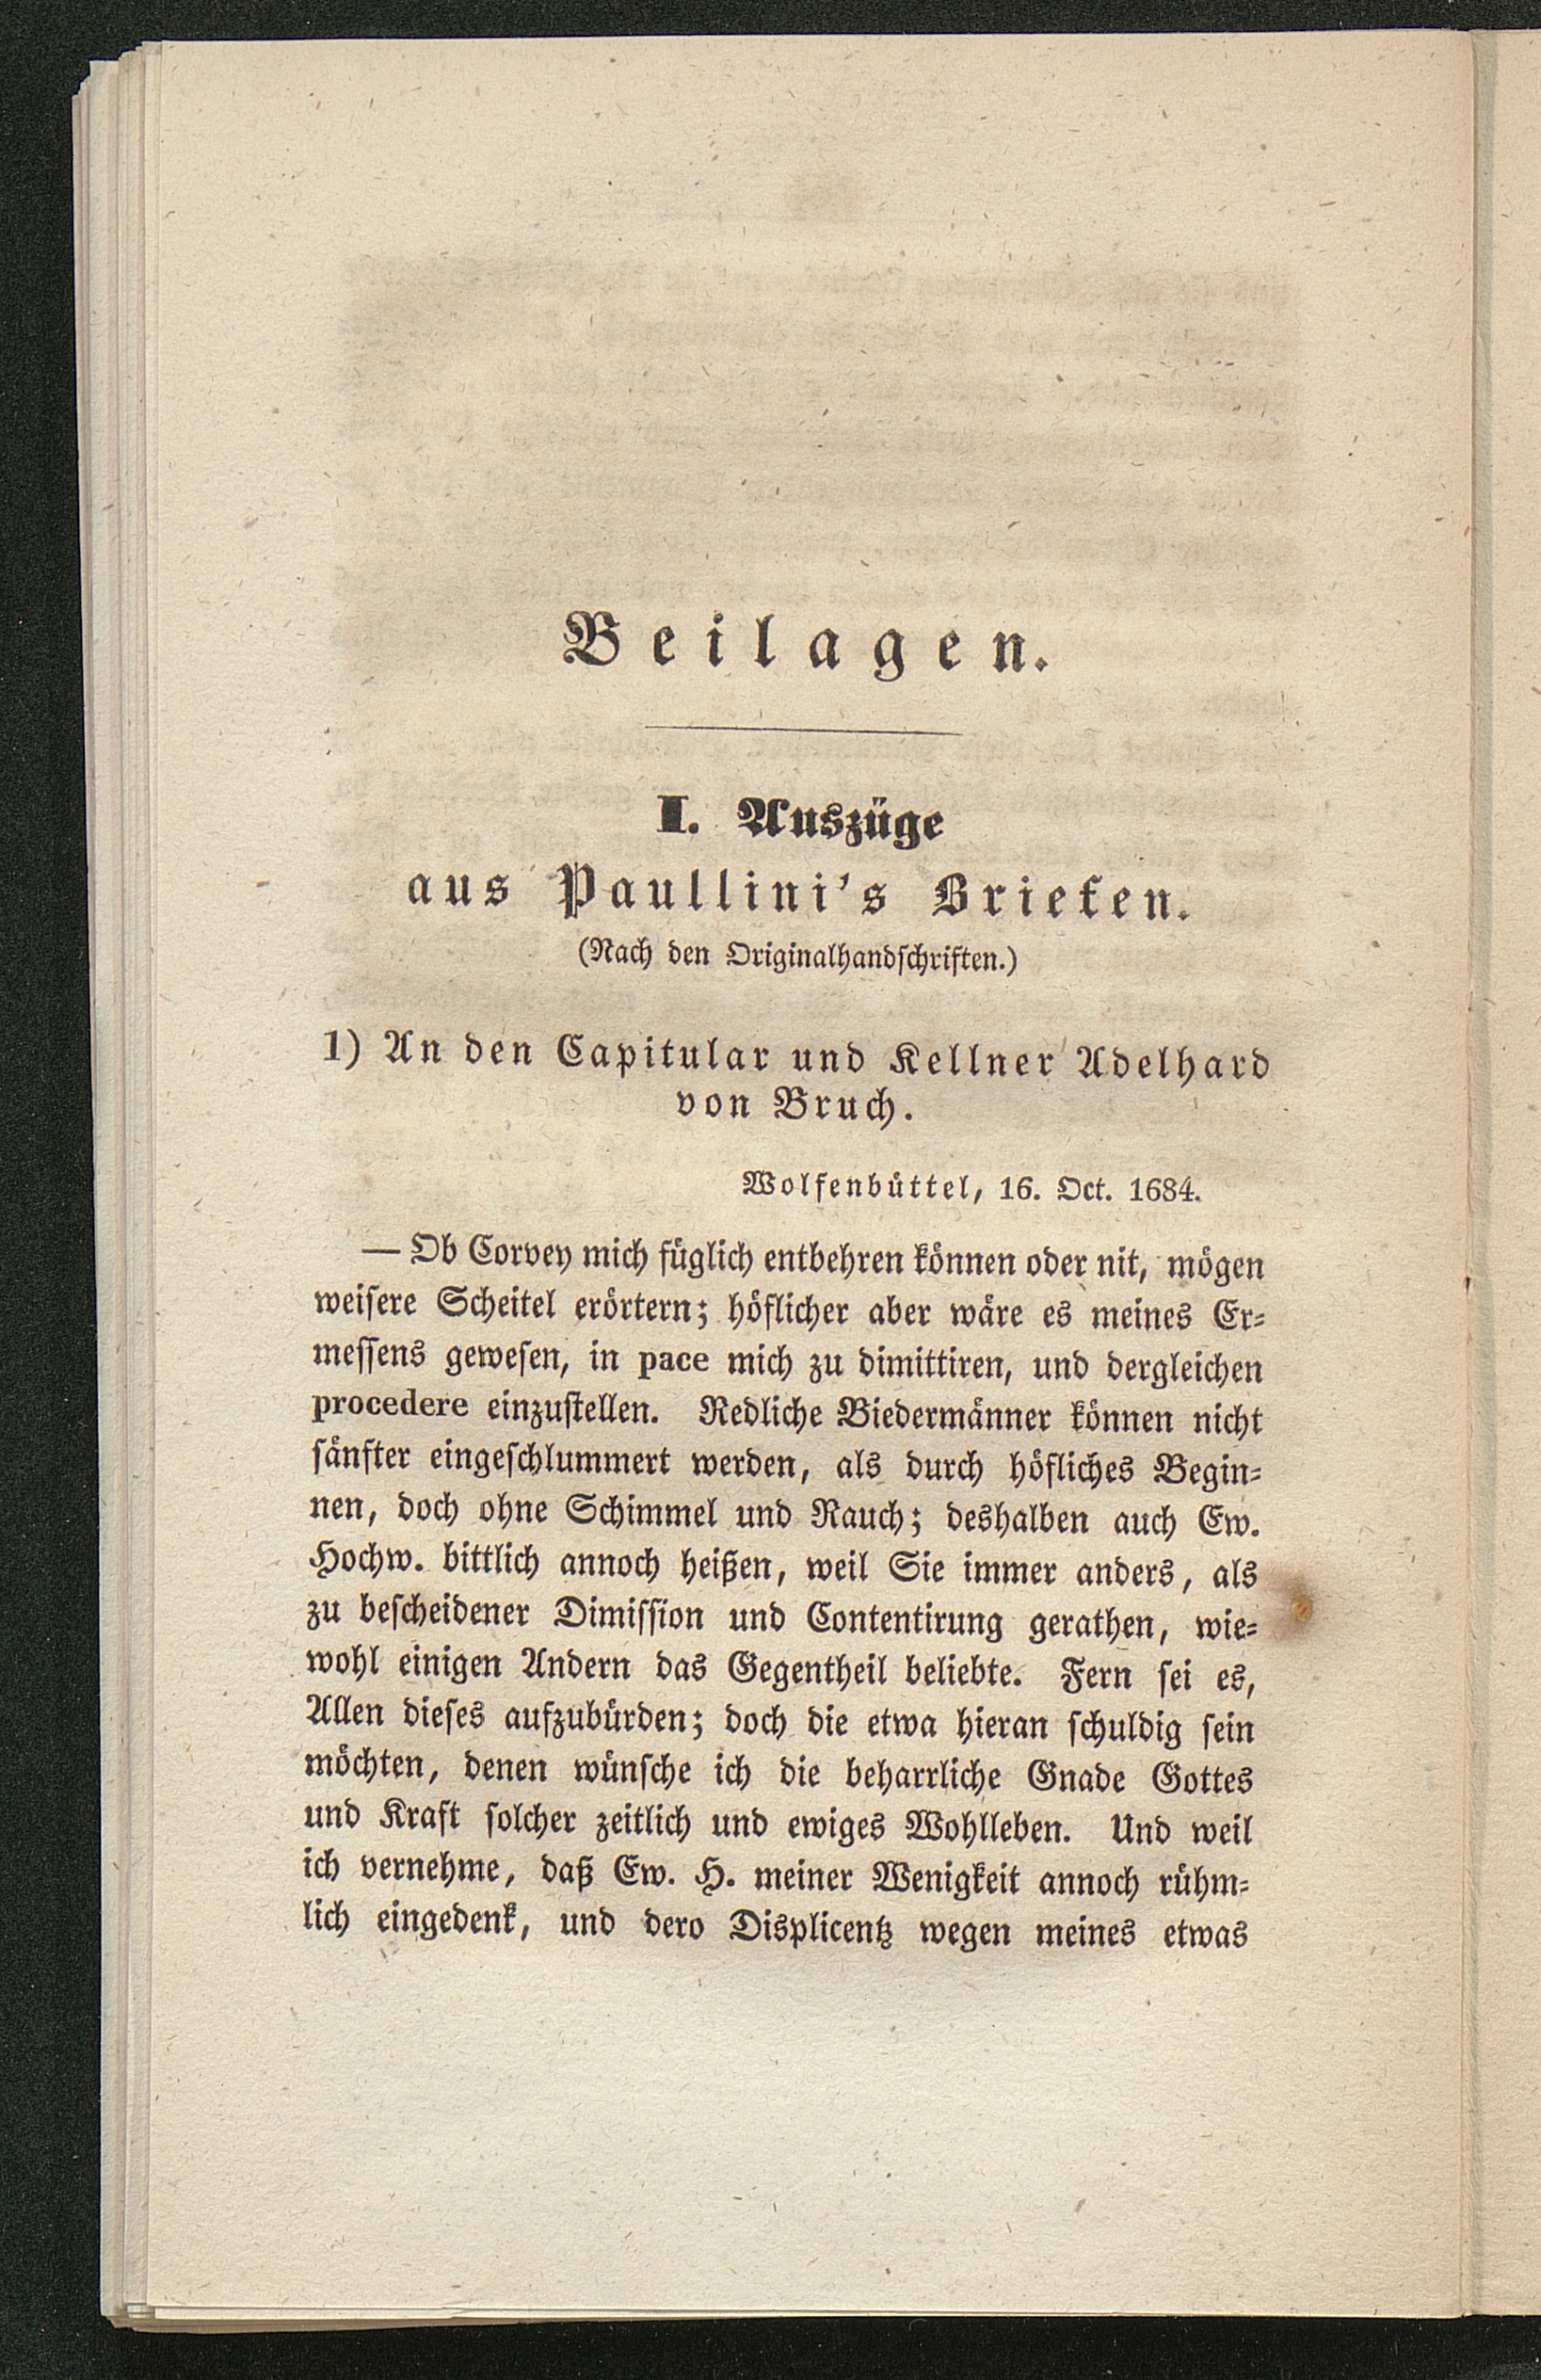 Beilagen.
I. Auszüge
aus Paullini's Briefen.
(Nach den Originalhandschriften.)
1) An den Capitular und Kellner Adelhard
von Bruch.
Wolfenbüttel, 16. Oct. 1684.
— Ob Corvey mich füglich entbehren können oder nit, mögen
weisere Scheitel erörtern; höflicher aber wäre es meines Er-
messens gewesen, in pace mich zu dimittiren, und dergleichen
procedere einzustellen. Redliche Biedermänner können nicht
sänfter eingeschlummert werden, als durch höfliches Begin-
nen, doch ohne Schimmel und Rauch; deshalben auch Ew.
Hochw. bittlich annoch heißen, weil Sie immer anders, als
zu bescheidener Dimission und Contentirung gerathen, wie-
wohl einigen Andern das Gegentheil beliebte. Fern sei es,
Allen dieses aufzubürden; doch die etwa hieran schuldig sein
möchten, denen wünsche ich die beharrliche Gnade Gottes
und Kraft solcher zeitlich und ewiges Wohlleben. Und weil
ich vernehme, daß Ew. H. meiner Wenigkeit annoch rühm-
lich eingedenk, und dero Displicentz wegen meines etwas